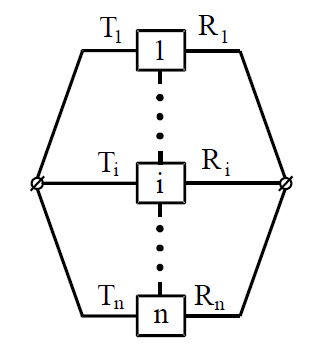 T₁ 1 R₁
Tᵢ i Rᵢ
Tₙ n Rₙ